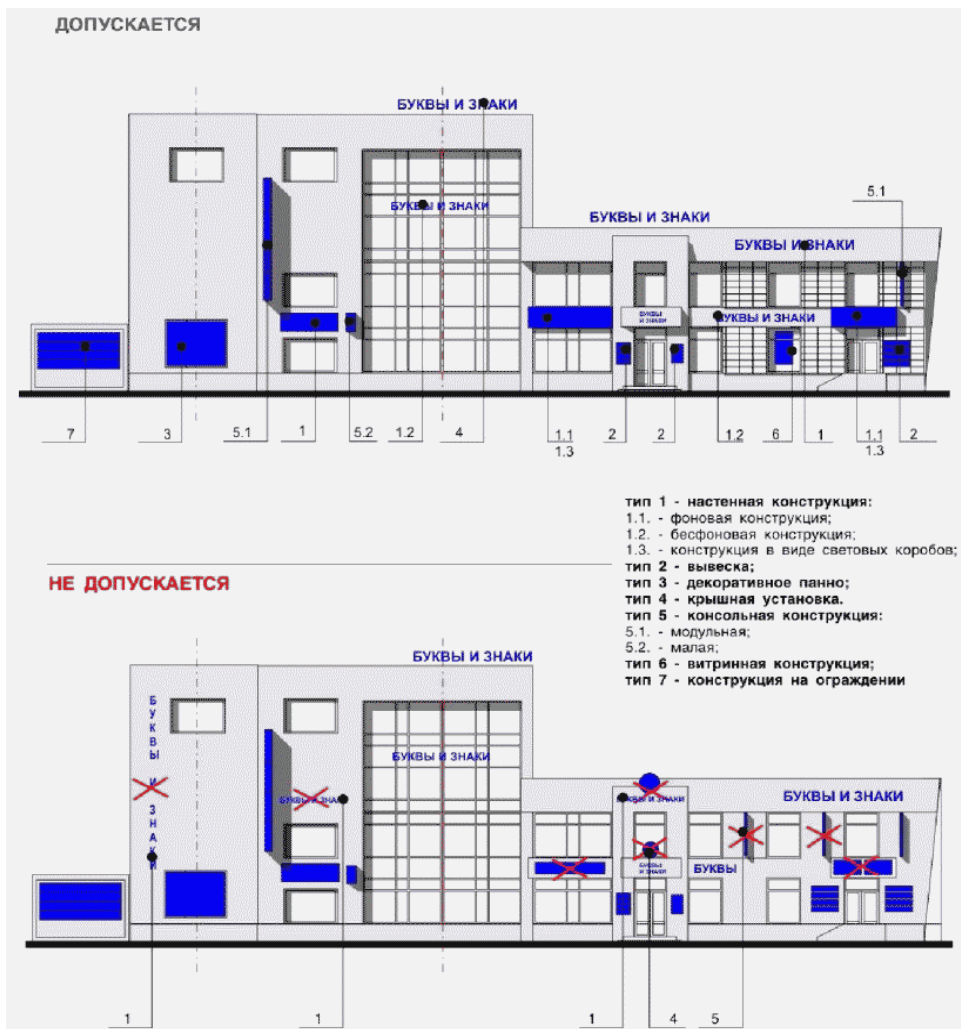 ДОПУСКАЕТСЯ
БУКВЫ И ЗНАКИ
5.1
БУКВЫ И ЗНАКИ
БУКВЫ И ЗНАКИ
БУКВЫ И ЗНАКИ
БУКВЫ
И ЗНАКИ
БУКВЫ И ЗНАКИ
7
3
5.1
1
5.2
1.2
4
1.1
1.3
2
2
1.2
6
1
1.1
1.3
2
тип 1 - настенная конструкция:
1.1. - фоновая конструкция;
1.2. - бесфоновая конструкция;
1.3. - конструкция в виде световых коробов;
тип 2 - вывеска;
тип 3 - декоративное панно;
тип 4 - крышная установка.
тип 5 - консольная конструкция:
5.1. - модульная;
5.2. - малая;
тип 6 - витринная конструкция;
тип 7 - конструкция на ограждении
НЕ ДОПУСКАЕТСЯ
БУКВЫ И ЗНАКИ
БУКВЫ И ЗНАКИ
БУКВЫ И ЗНАКИ
БУКВЫ И ЗНАКИ
БУКВЫ И ЗНАКИ
БУКВЫ И ЗНАКИ
БУКВЫ
И ЗНАКИ
БУКВЫ
1
1
1
4
5